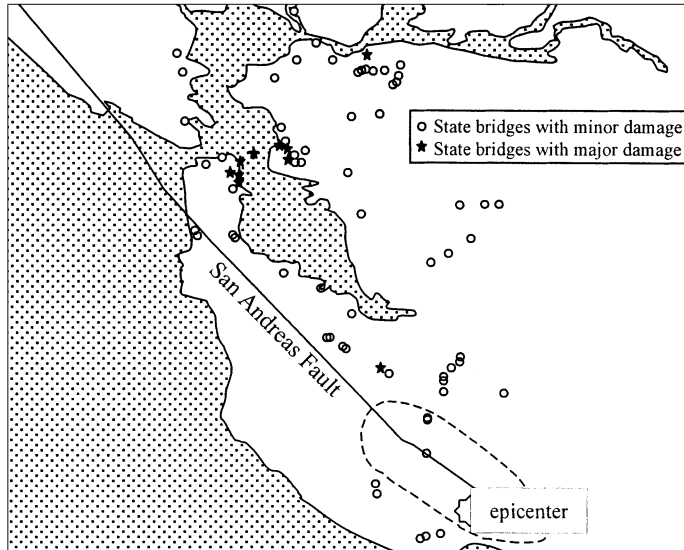 State bridges with minor damage
State bridges with major damage
San Andreas Fault
epicenter